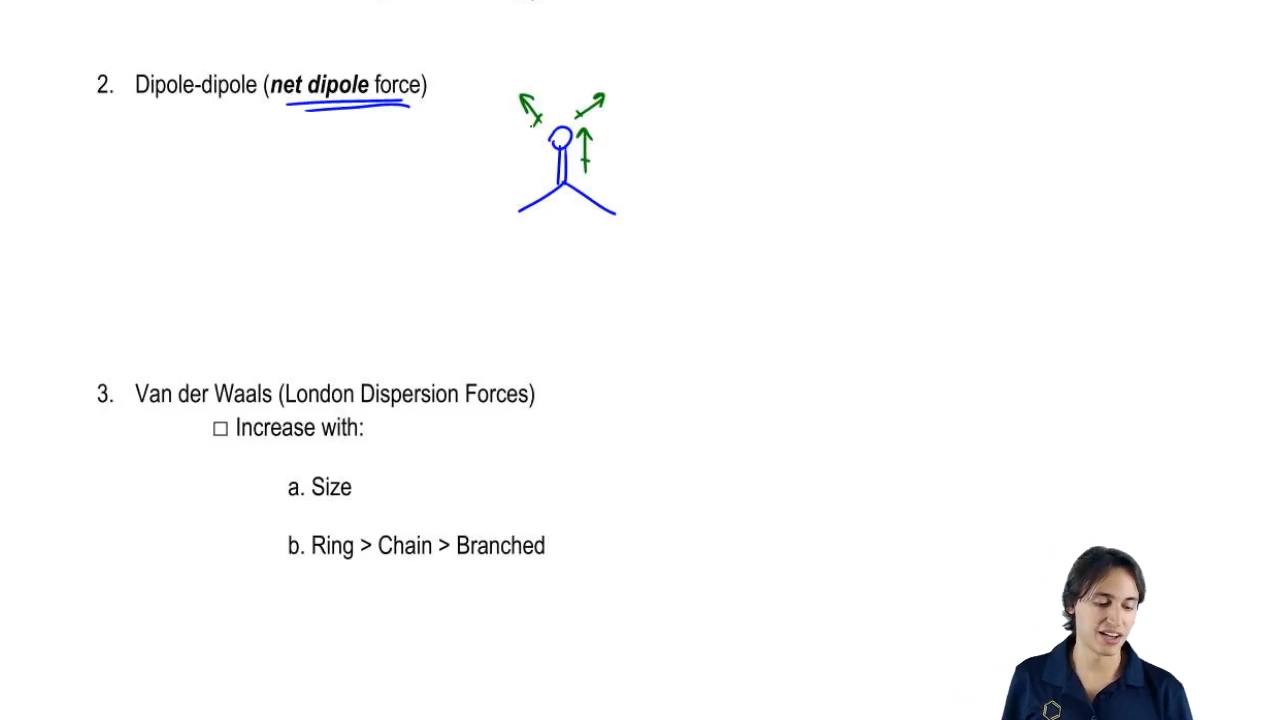 2. Dipole-dipole (net dipole force)
O
3. Van der Waals (London Dispersion Forces)
□ Increase with:
a. Size
b. Ring > Chain > Branched